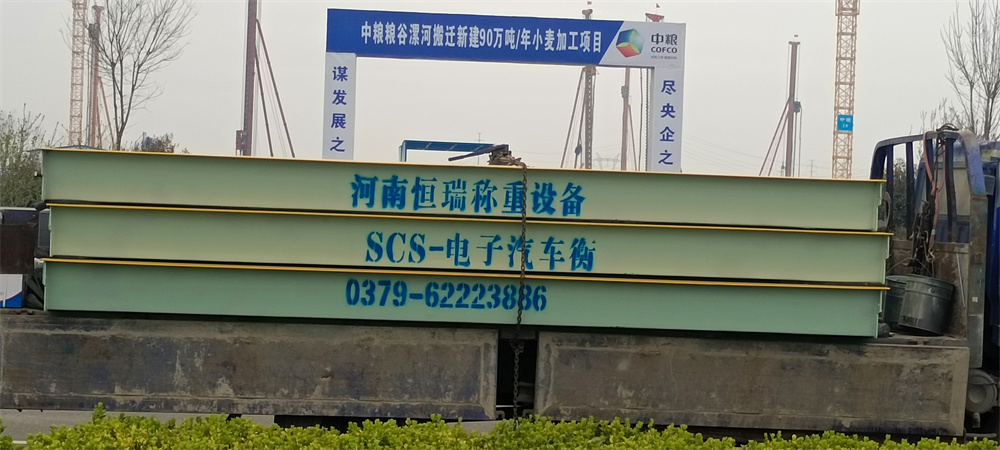 中粮粮谷漯河搬迁新建90万吨/年小麦加工项目
中粮
COFCO
谋发展之
尽央企之
河南恒瑞称重设备
SCS-电子汽车衡
0379-62223886